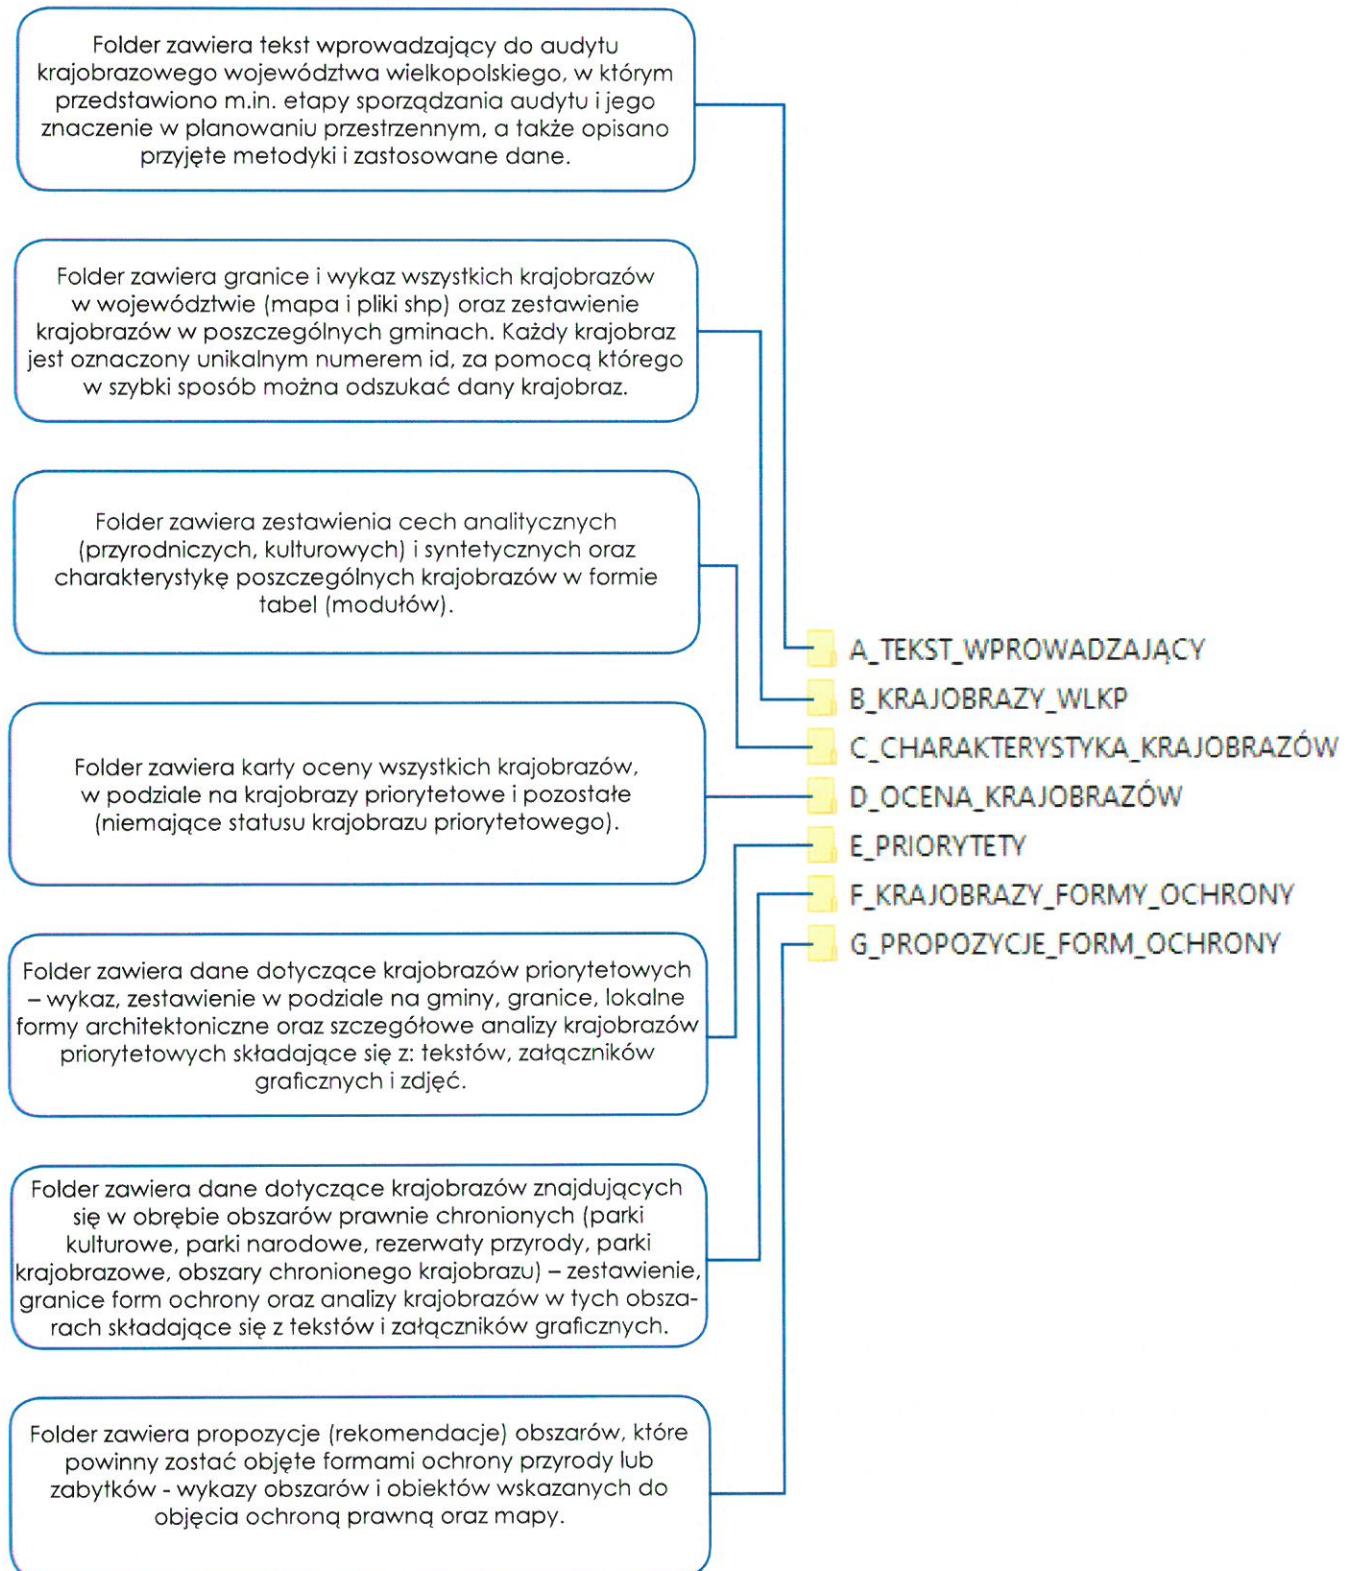 Folder zawiera tekst wprowadzający do audytu
krajobrazowego województwa wielkopolskiego, w którym
przedstawiono m.in. etapy sporządzania audytu i jego
znaczenie w planowaniu przestrzennym, a także opisano
przyjęte metodyki i zastosowane dane.
Folder zawiera granice i wykaz wszystkich krajobrazów
w województwie (mapa i pliki shp) oraz zestawienie
krajobrazów w poszczególnych gminach. Każdy krajobraz
jest oznaczony unikalnym numerem id, za pomocą którego
w szybki sposób można odszukać dany krajobraz.
Folder zawiera zestawienia cech analitycznych
(przyrodniczych, kulturowych) i syntetycznych oraz
charakterystykę poszczególnych krajobrazów w formie
tabel (modułów).
Folder zawiera karty oceny wszystkich krajobrazów,
w podziale na krajobrazy priorytetowe i pozostałe
(niemające statusu krajobrazu priorytetowego).
Folder zawiera dane dotyczące krajobrazów priorytetowych
– wykaz, zestawienie w podziale na gminy, granice, lokalne
formy architektoniczne oraz szczegółowe analizy krajobrazów
priorytetowych składające się z: tekstów, załączników
graficznych i zdjęć.
Folder zawiera dane dotyczące krajobrazów znajdujących
się w obrębie obszarów prawnie chronionych (parki
kulturowe, parki narodowe, rezerwaty przyrody, parki
krajobrazowe, obszary chronionego krajobrazu) – zestawienie,
granice form ochrony oraz analizy krajobrazów w tych obsza-
rach składające się z tekstów i załączników graficznych.
Folder zawiera propozycje (rekomendacje) obszarów, które
powinny zostać objęte formami ochrony przyrody lub
zabytków - wykazy obszarów i obiektów wskazanych do
objęcia ochroną prawną oraz mapy.
A_TEKST_WPROWADZAJĄCY
B_KRAJOBRAZY_WLKP
C_CHARAKTERYSTYKA_KRAJOBRAZÓW
D_OCENA_KRAJOBRAZÓW
E_PRIORYTETY
F_KRAJOBRAZY_FORMY_OCHRONY
G_PROPOZYCJE_FORM_OCHRONY